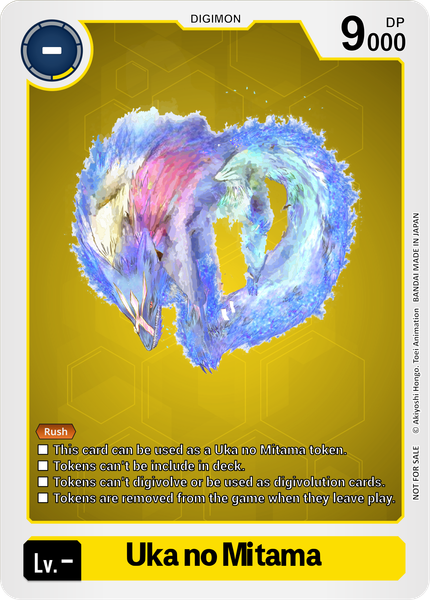 DIGIMON
-
DP
9000
Rush
■ This card can be used as a Uka no Mitama token.
■ Tokens can't be include in deck.
■ Tokens can't digivolve or be used as digivolution cards.
■ Tokens are removed from the game when they leave play.
NOT FOR SALE © Akiyoshi Hongo, Toei Animation BANDAI MADE IN JAPAN
Lv.-
Uka no Mitama